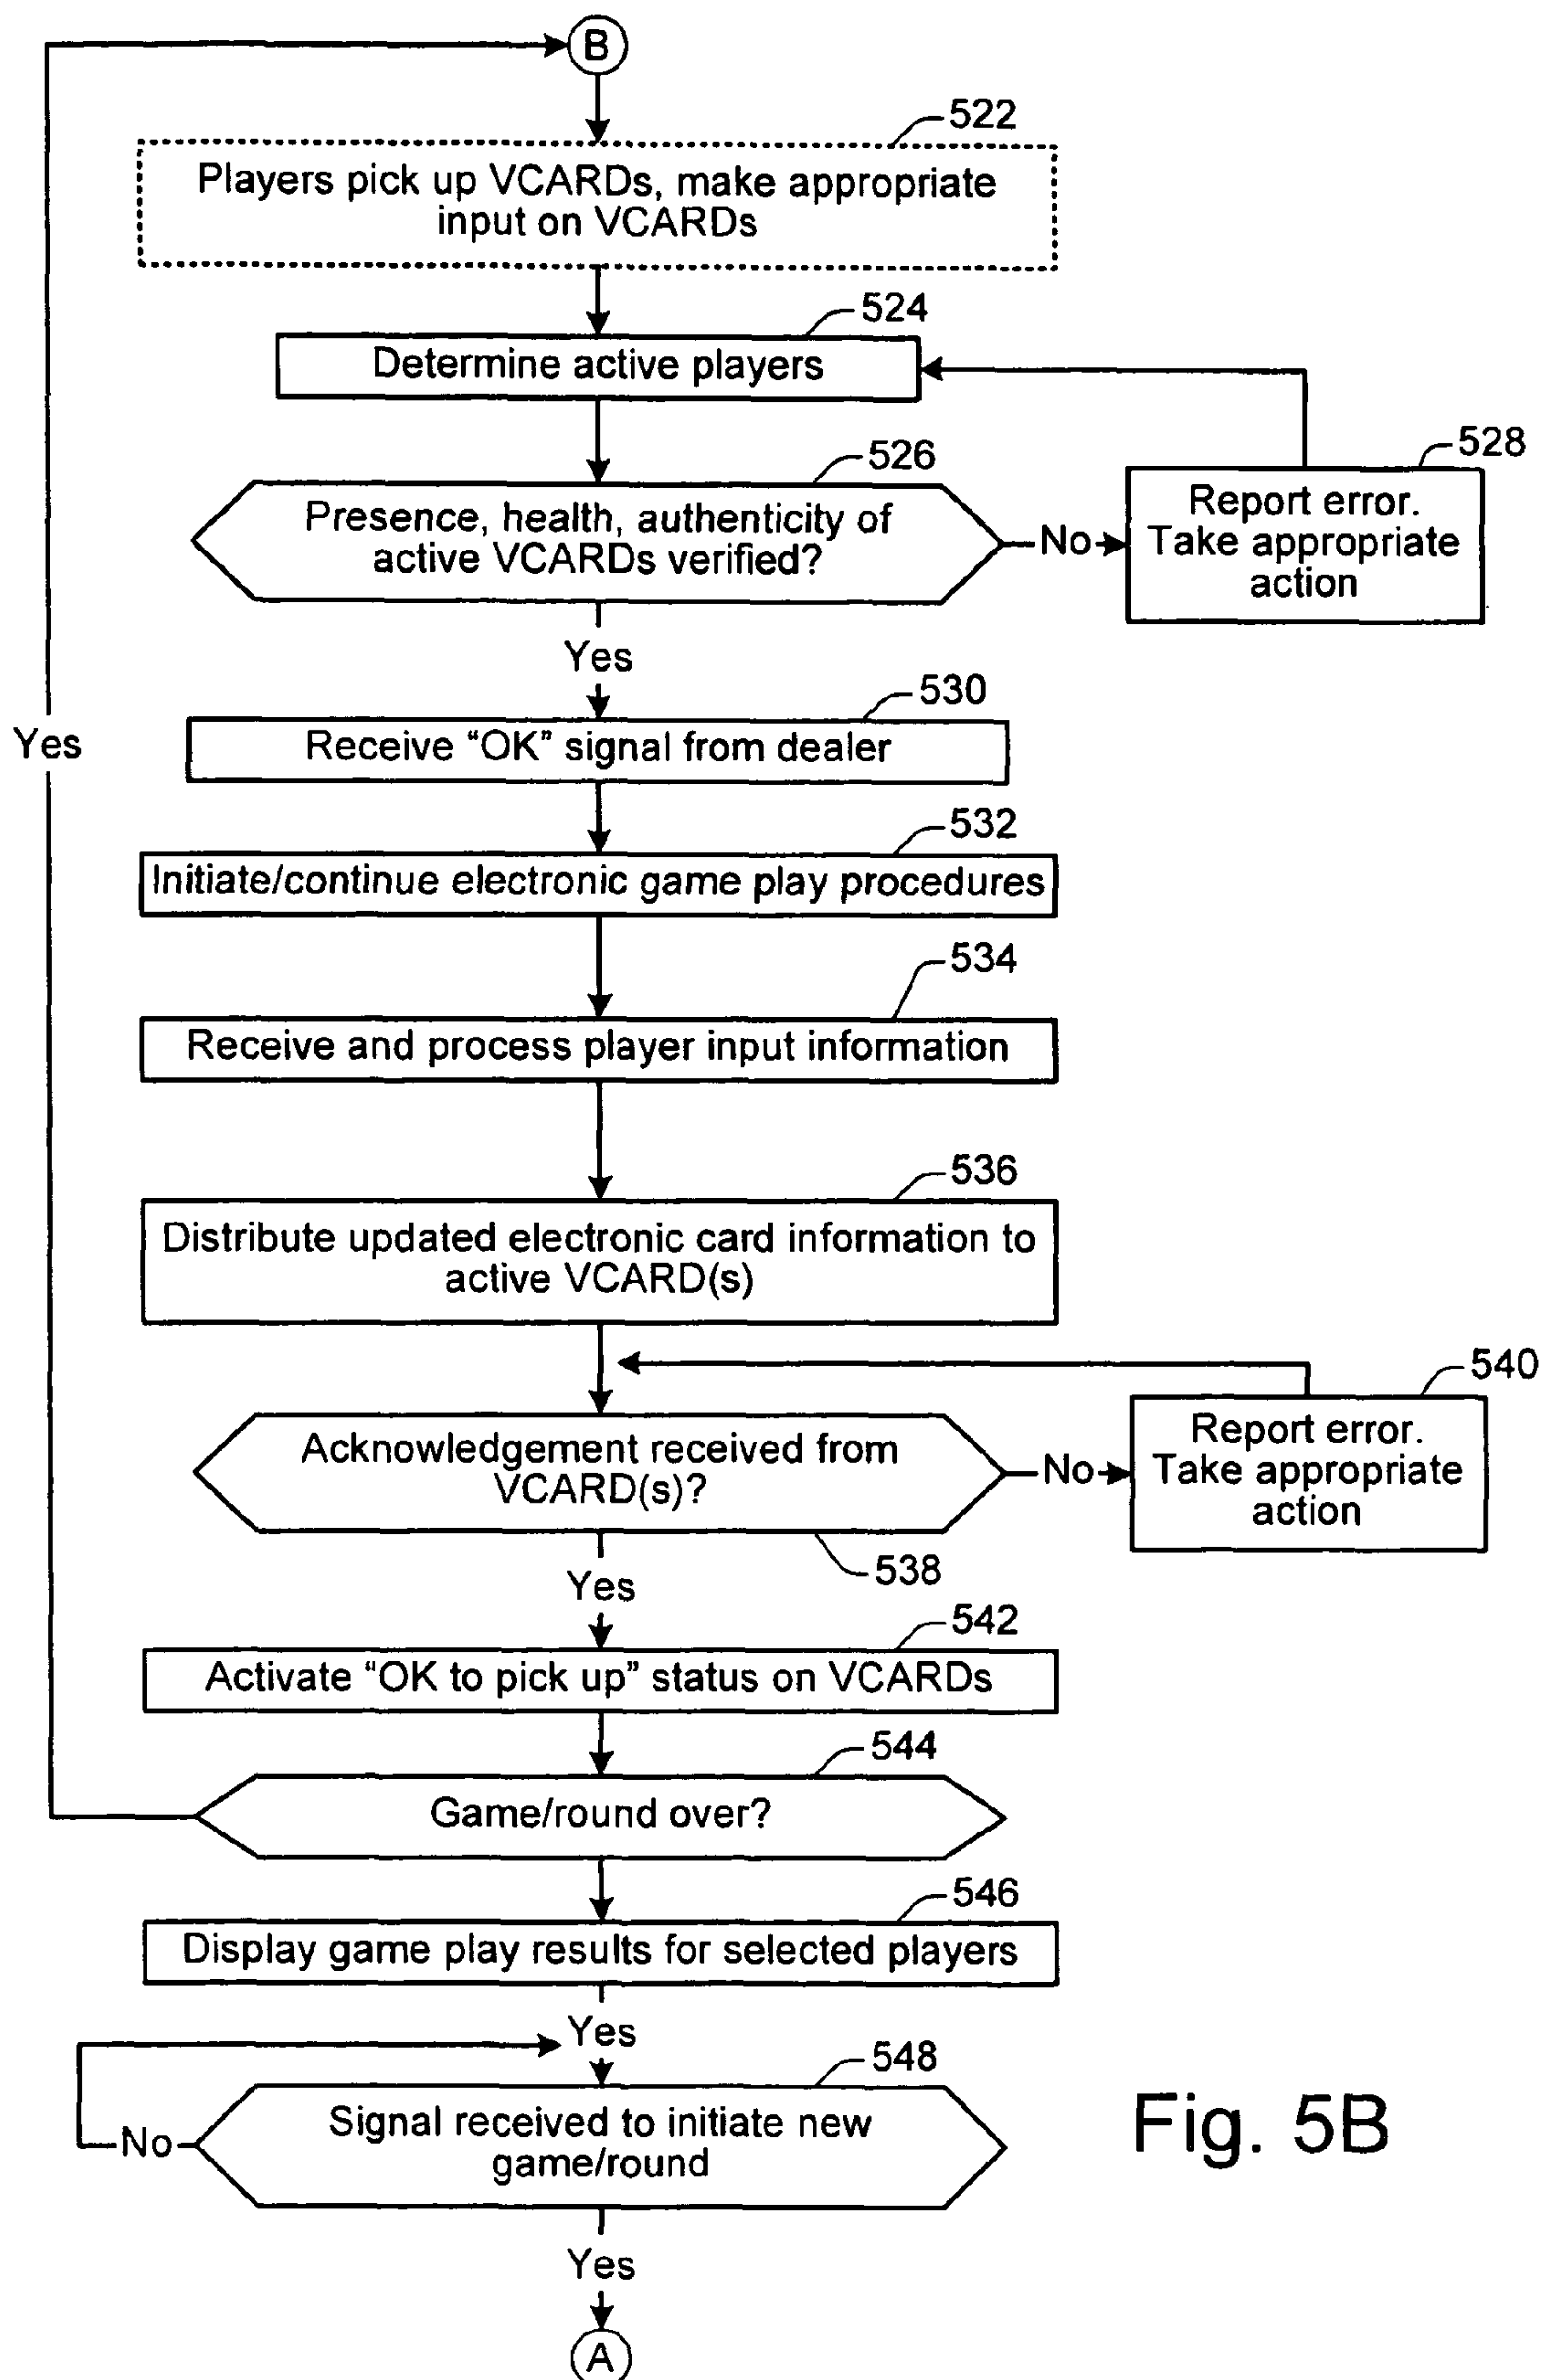 B
522
Players pick up VCARDs, make appropriate
input on VCARDs
524
Determine active players
526
Presence, health, authenticity of
active VCARDs verified?
No
528
Report error.
Take appropriate
action
Yes
530
Receive “OK” signal from dealer
Yes
532
Initiate/continue electronic game play procedures
534
Receive and process player input information
536
Distribute updated electronic card information to
active VCARD(s)
538
Acknowledgement received from
VCARD(s)?
No
540
Report error.
Take appropriate
action
Yes
542
Activate “OK to pick up” status on VCARDs
544
Game/round over?
546
Display game play results for selected players
Yes
548
Signal received to initiate new
game/round
No
Yes
A
Fig. 5B